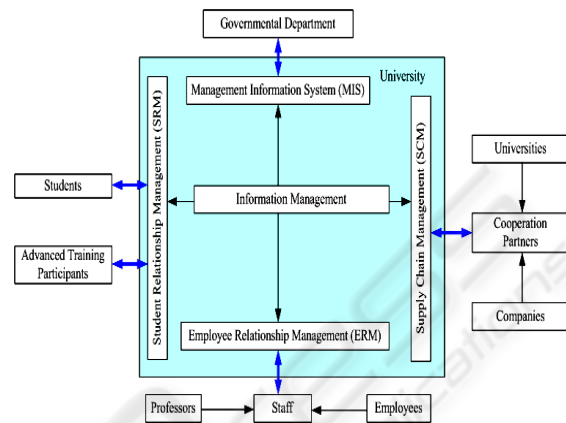 Governmental Department
University
Management Information System (MIS)
Student Relationship Management (SRM)
Supply Chain Management (SCM)
Universities
Students
Information Management
Cooperation
Partners
Advanced Training
Participants
Companies
Employee Relationship Management (ERM)
Professors
Staff
Employees